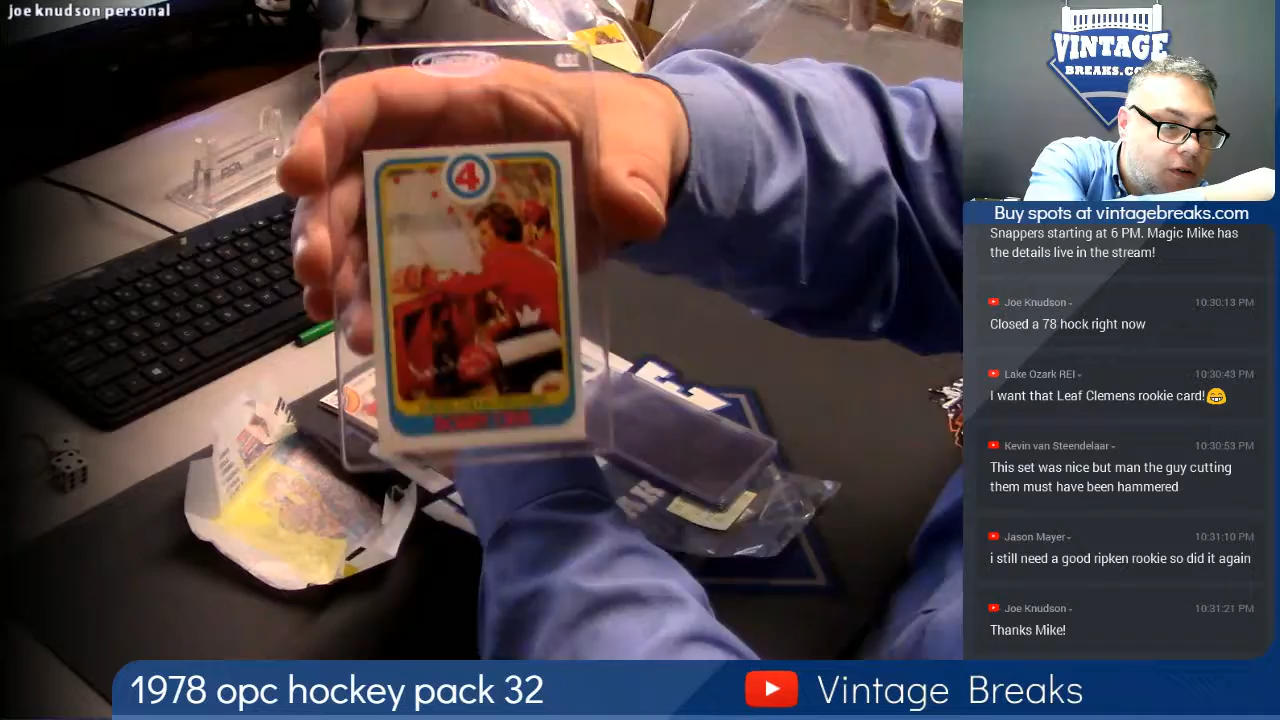 joe knudson personal
VINTAGE
BREAKS.CO
4
BOBBY ORR
Buy spots at vintagebreaks.com
Snappers starting at 6 PM. Magic Mike has
the details live in the stream!
Joe Knudson
10:30:13 PM
Closed a 78 hock right now
Lake Ozark REI
10:30:43 PM
I want that Leaf Clemens rookie card!😁
Kevin van Steendelaar
10:30:53 PM
This set was nice but man the guy cutting
them must have been hammered
Jason Mayer
10:31:10 PM
i still need a good ripken rookie so did it again
Joe Knudson
10:31:21 PM
Thanks Mike!
1978 opc hockey pack 32
Vintage Breaks